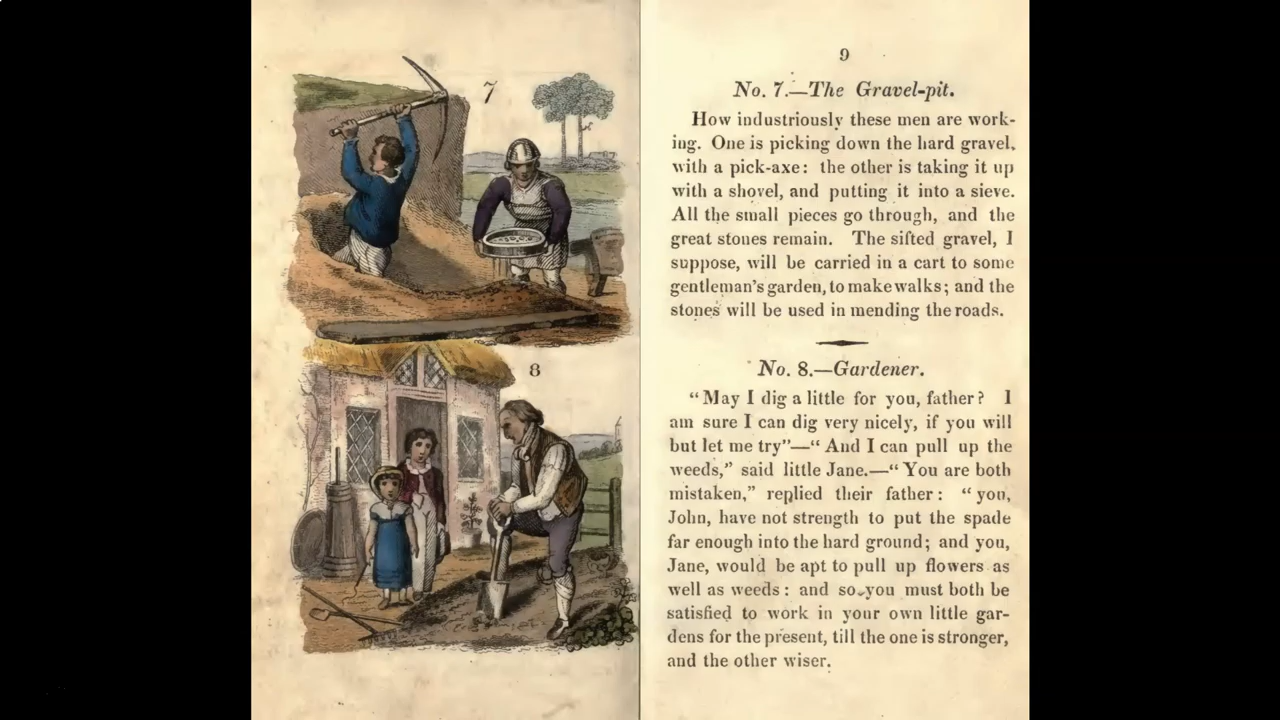 7
8
9
No. 7.—The Gravel-pit.
How industriously these men are work-
ing. One is picking down the hard gravel,
with a pick-axe: the other is taking it up
with a shovel, and putting it into a sieve.
All the small pieces go through, and the
great stones remain. The sifted gravel, I
suppose, will be carried in a cart to some
gentleman's garden, to make walks; and the
stones will be used in mending the roads.
No. 8.—Gardener.
"May I dig a little for you, father? I
am sure I can dig very nicely, if you will
but let me try"—"And I can pull up the
weeds," said little Jane.—"You are both
mistaken," replied their father: "you,
John, have not strength to put the spade
far enough into the hard ground; and you,
Jane, would be apt to pull up flowers as
well as weeds: and so you must both be
satisfied to work in your own little gar-
dens for the present, till the one is stronger,
and the other wiser.